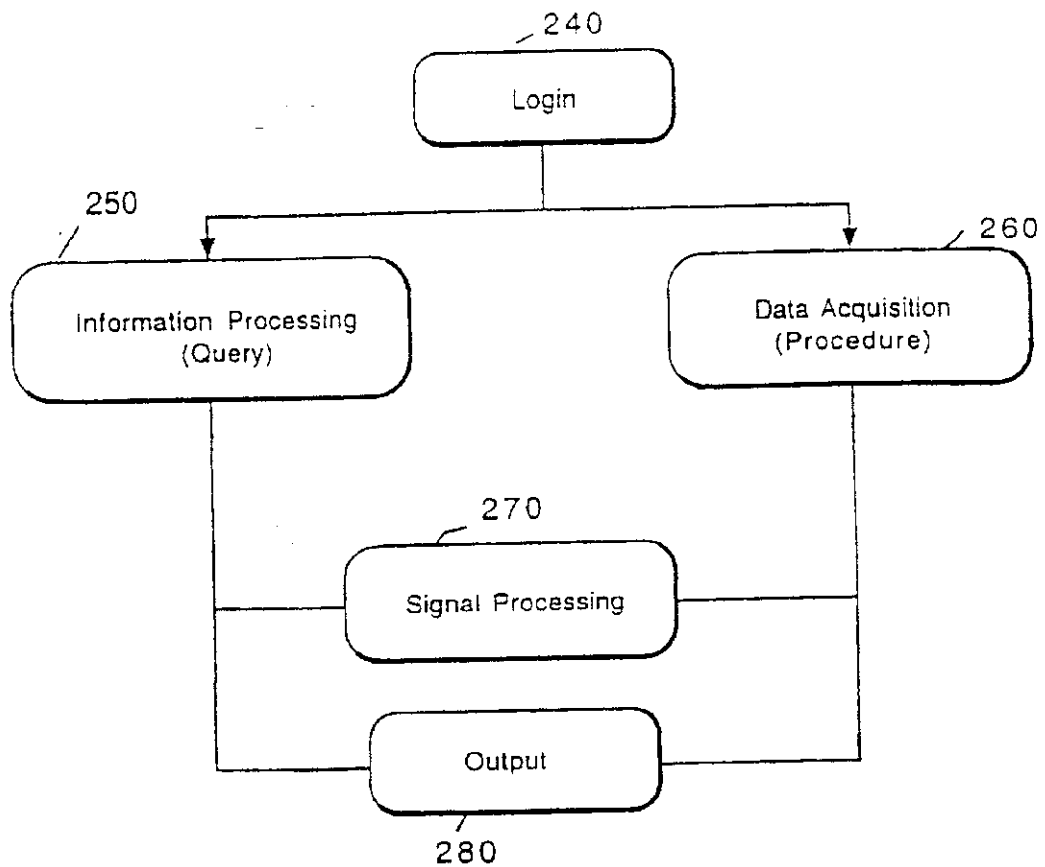 240
Login
250
260
Information Processing
(Query)
Data Acquisition
(Procedure)
270
Signal Processing
Output
280